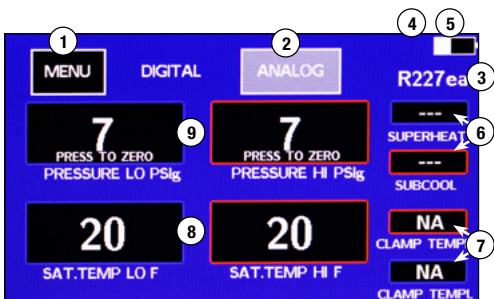 4 5
1 2
MENU DIGITAL ANALOG
R227ea 3
7 9 7 ---
PRESS TO ZERO PRESS TO ZERO SUPERHEAT 6
PRESSURE LO PSIg PRESSURE HI PSIg ---
SUBCOOL
20 8 20 NA
CLAMP TEMPL 7
SAT.TEMP LO F SAT.TEMP HI F NA
CLAMP TEMPL